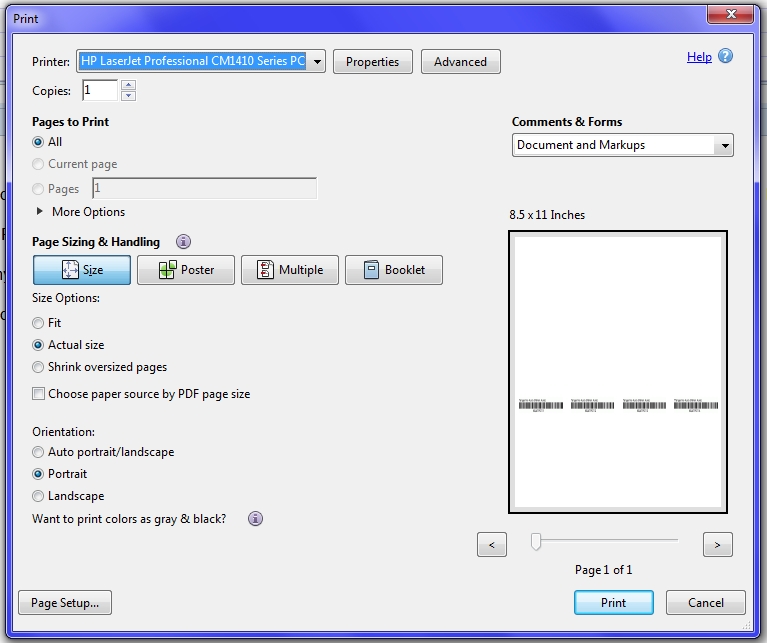 Print
Printer: HP LaserJet Professional CM1410 Series PC Properties Advanced Help
Copies: 1
Pages to Print
All
Current page
Pages 1
More Options
Comments & Forms
Document and Markups
8.5 x 11 Inches
Page Sizing & Handling
Size Poster Multiple Booklet
Size Options:
Fit
Actual size
Shrink oversized pages
Choose paper source by PDF page size
Orientation:
Auto portrait/landscape
Portrait
Landscape
Want to print colors as gray & black?
< >
Page 1 of 1
Page Setup... Print Cancel